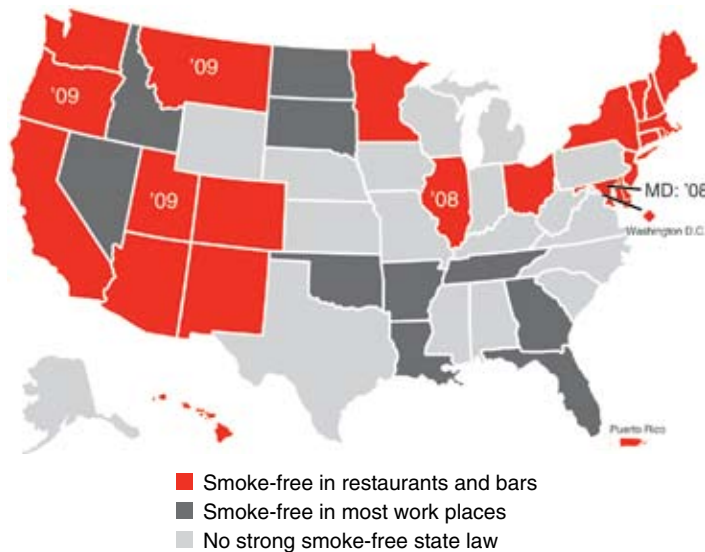 '09
'09
'09
'08
MD: '08
Washington D.C.
Puerto Rico
Smoke-free in restaurants and bars
Smoke-free in most work places
No strong smoke-free state law